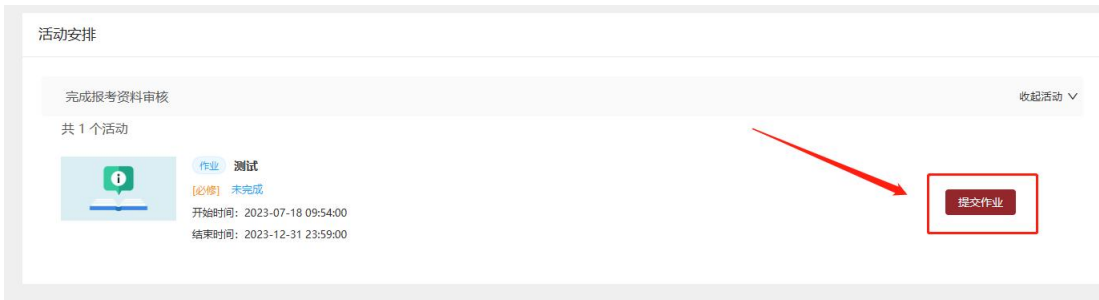 活动安排
完成报考资料审核 收起活动
共 1 个活动
作业 测试
[必修] 未完成
开始时间：2023-07-18 09:54:00
提交作业
结束时间：2023-12-31 23:59:00